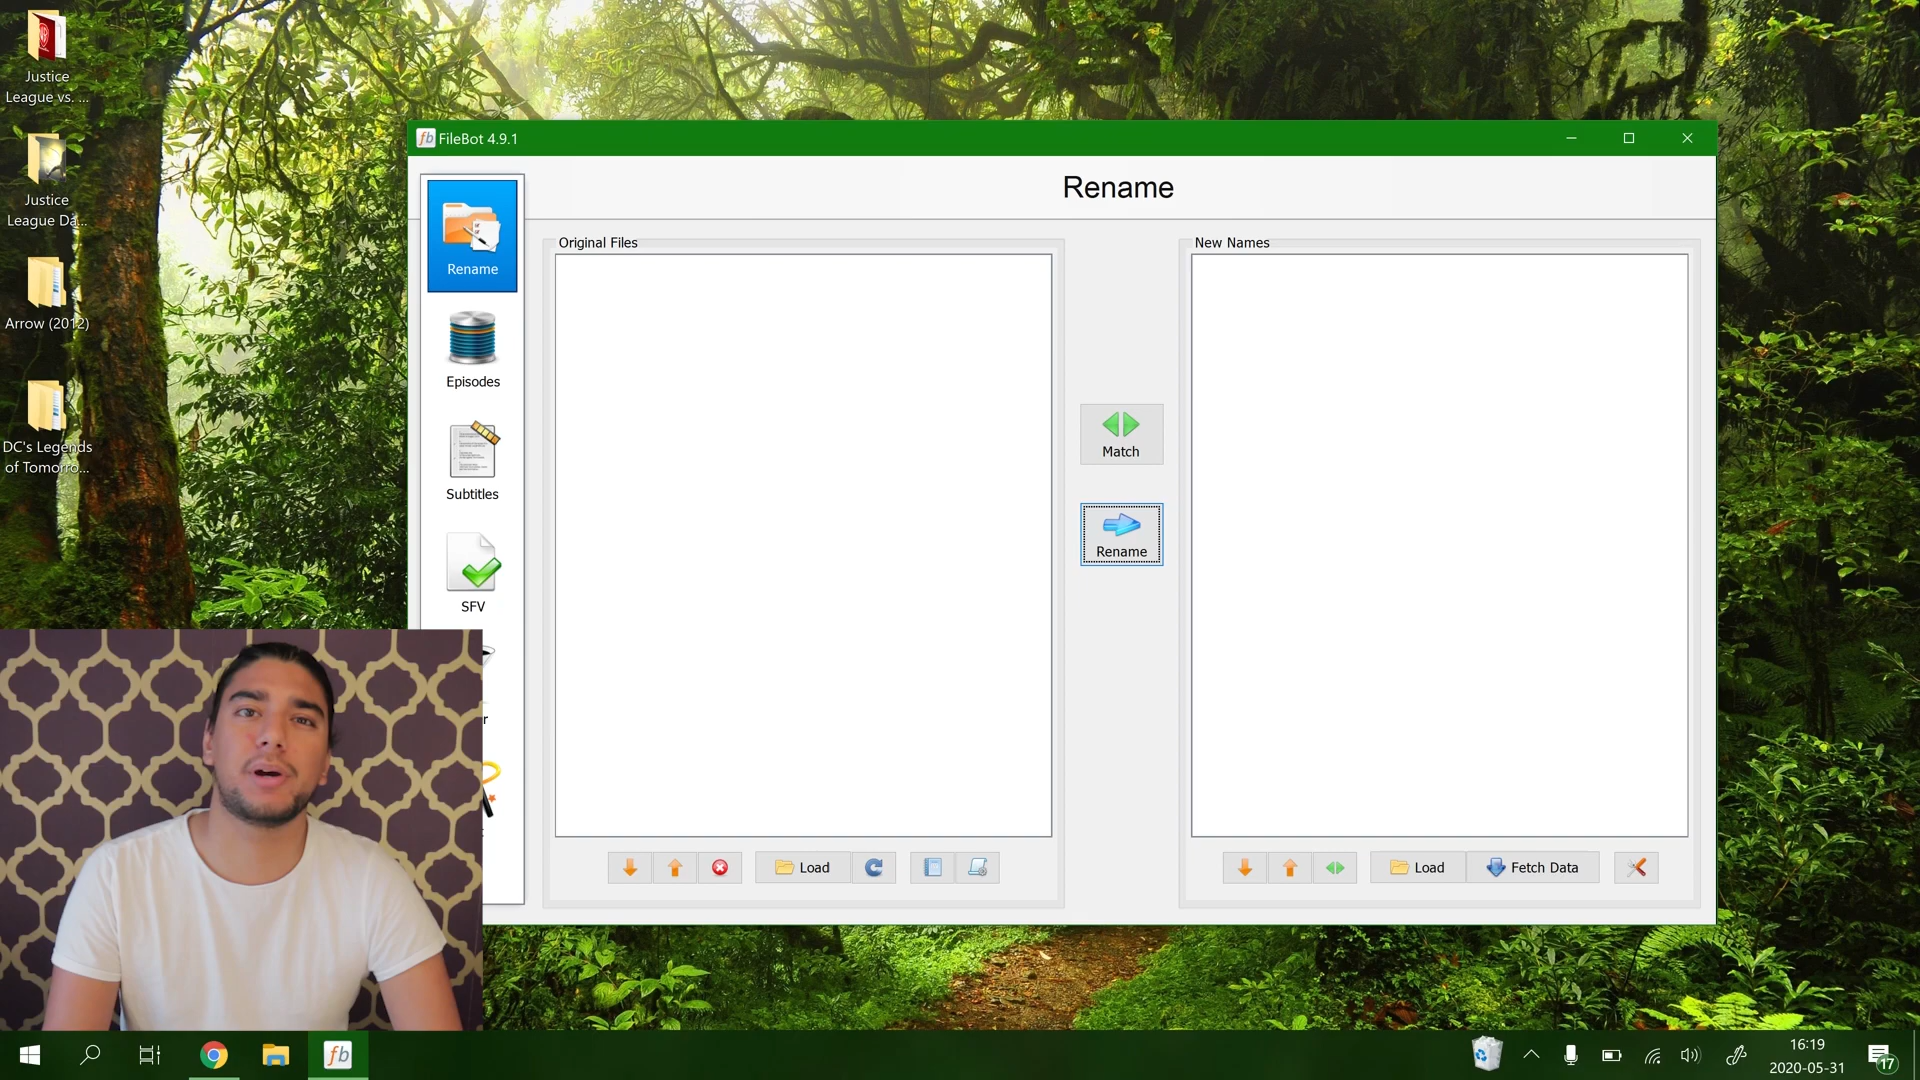 Justice
League vs. ...
Justice
League Da...
Arrow (2012)
DC's Legends
of Tomorro...
fb FileBot 4.9.1
Rename
Rename
Episodes
Subtitles
SFV
Original Files
New Names
Match
Rename
Load
Load
Fetch Data
fb
16:19
2020-05-31
17